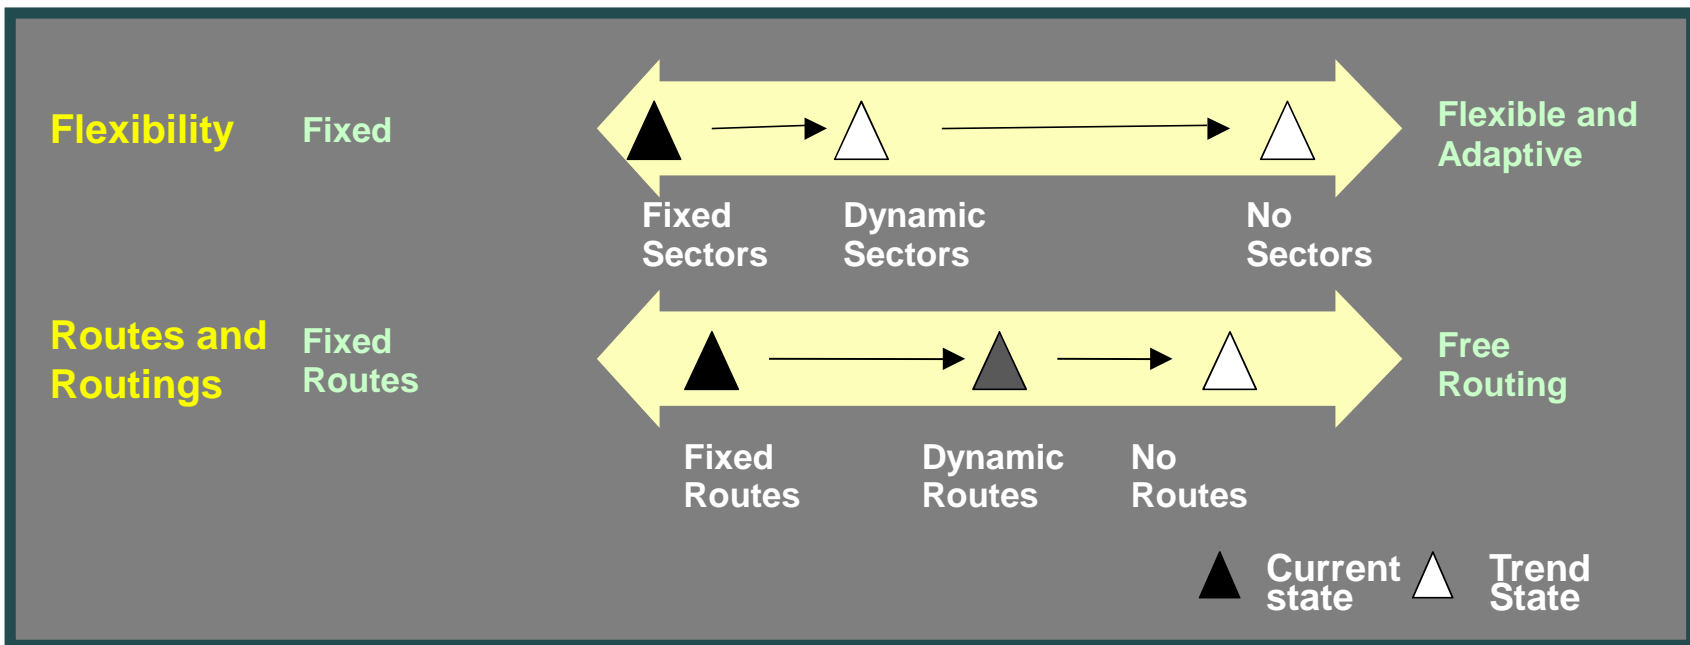 Flexibility
Fixed
Flexible and
Adaptive
Fixed
Sectors
Dynamic
Sectors
No
Sectors
Routes and
Routings
Fixed
Routes
Free
Routing
Fixed
Routes
Dynamic
Routes
No
Routes
Current
state
Trend
State